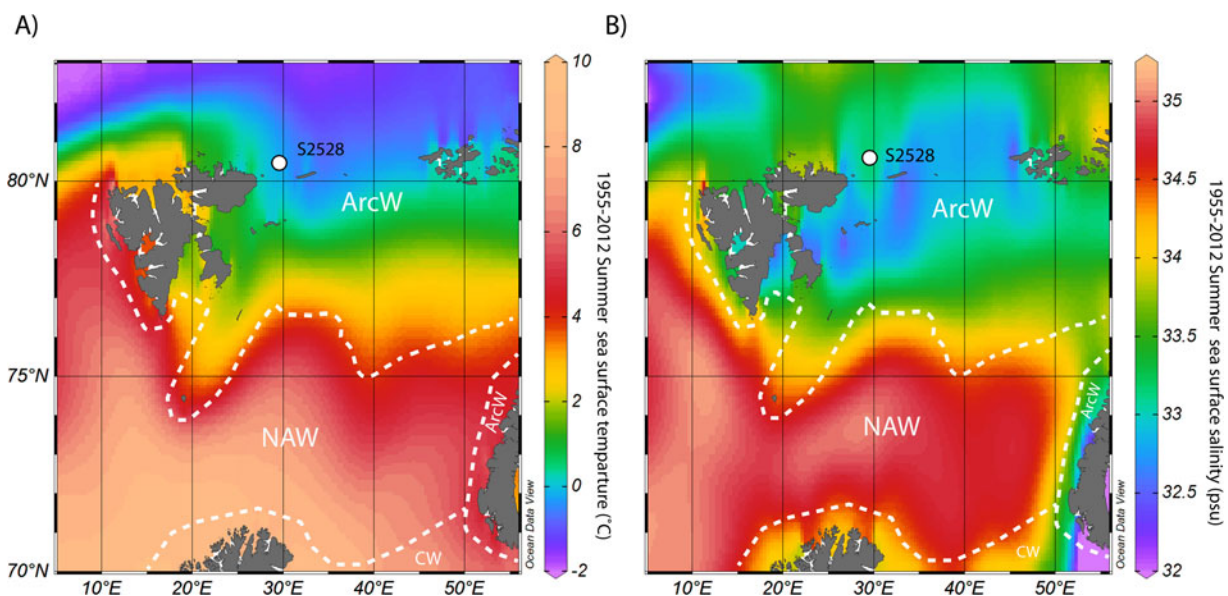 A)
B)
S2528
ArcW
NAW
ArcW
CW
80°N
75°N
70°N
10°E 20°E 30°E 40°E 50°E
Ocean Data View
10
8
6
4
2
0
-2
1955-2012 Summer sea surface temparture (°C)
S2528
ArcW
NAW
ArcW
CW
10°E 20°E 30°E 40°E 50°E
Ocean Data View
35
34.5
34
33.5
33
32.5
32
1955-2012 Summer sea surface salinity (psu)